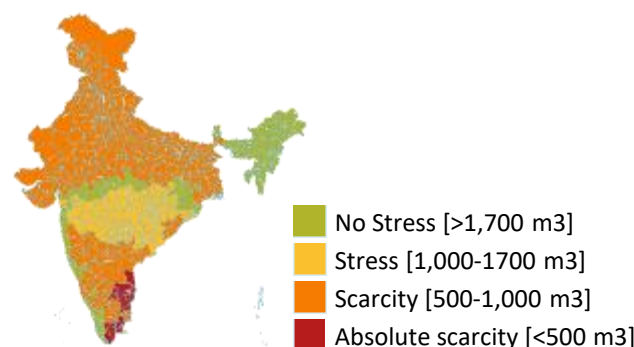 No Stress [>1,700 m3]
Stress [1,000-1700 m3]
Scarcity [500-1,000 m3]
Absolute scarcity [<500 m3]